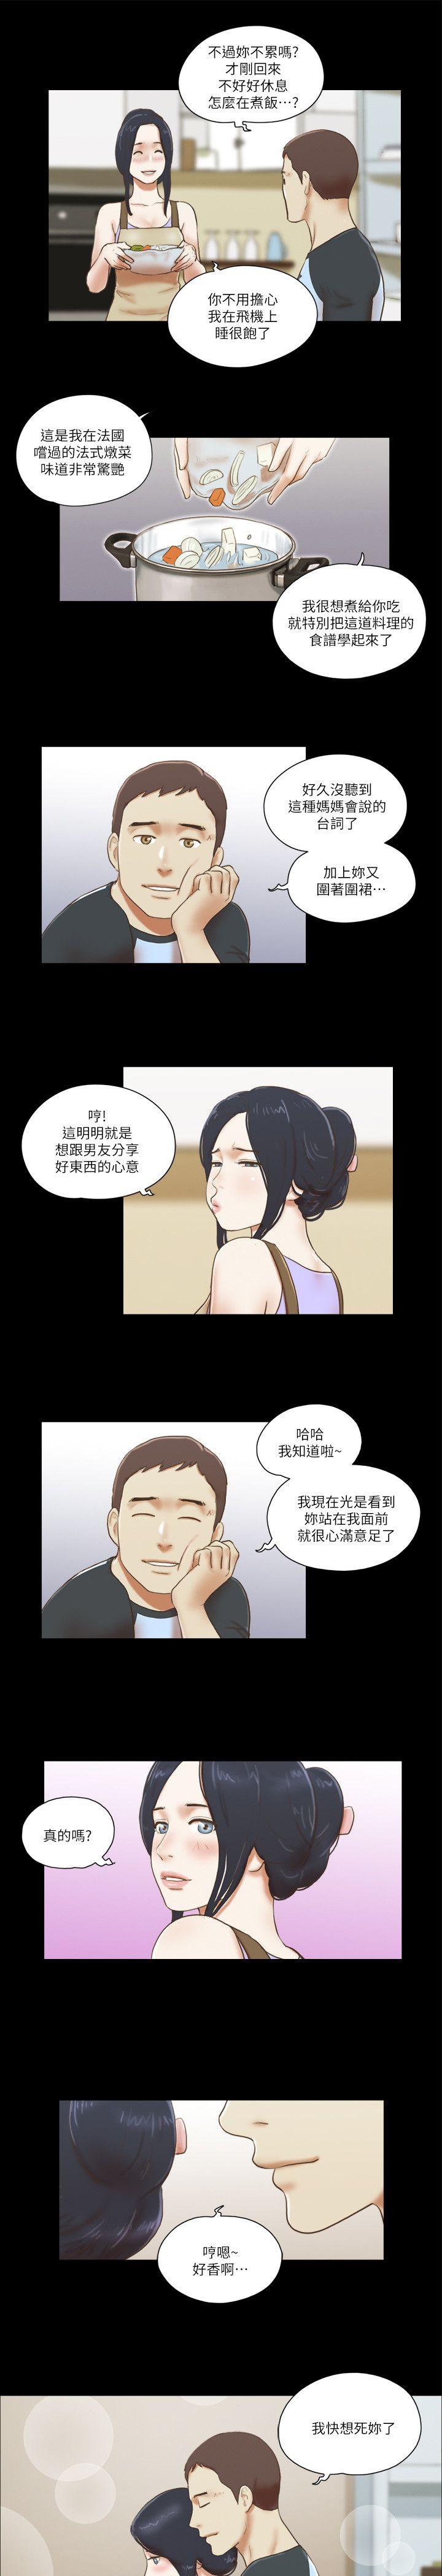 不過妳不累嗎?
才剛回來
不好好休息
怎麼在煮飯⋯?
你不用擔心
我在飛機上
睡很飽了
這是我在法國
嚐過的法式燉菜
味道非常驚艷
我很想煮給你吃
就特別把這道料理的
食譜學起來了
好久沒聽到
這種媽媽會說的
台詞了
加上妳又
圍著圍裙⋯
哼!
這明明就是
想跟男友分享
好東西的心意
哈哈
我知道啦~
我現在光是看到
妳站在我面前
就很心滿意足了
真的嗎?
哼嗯~
好香啊⋯
我快想死妳了